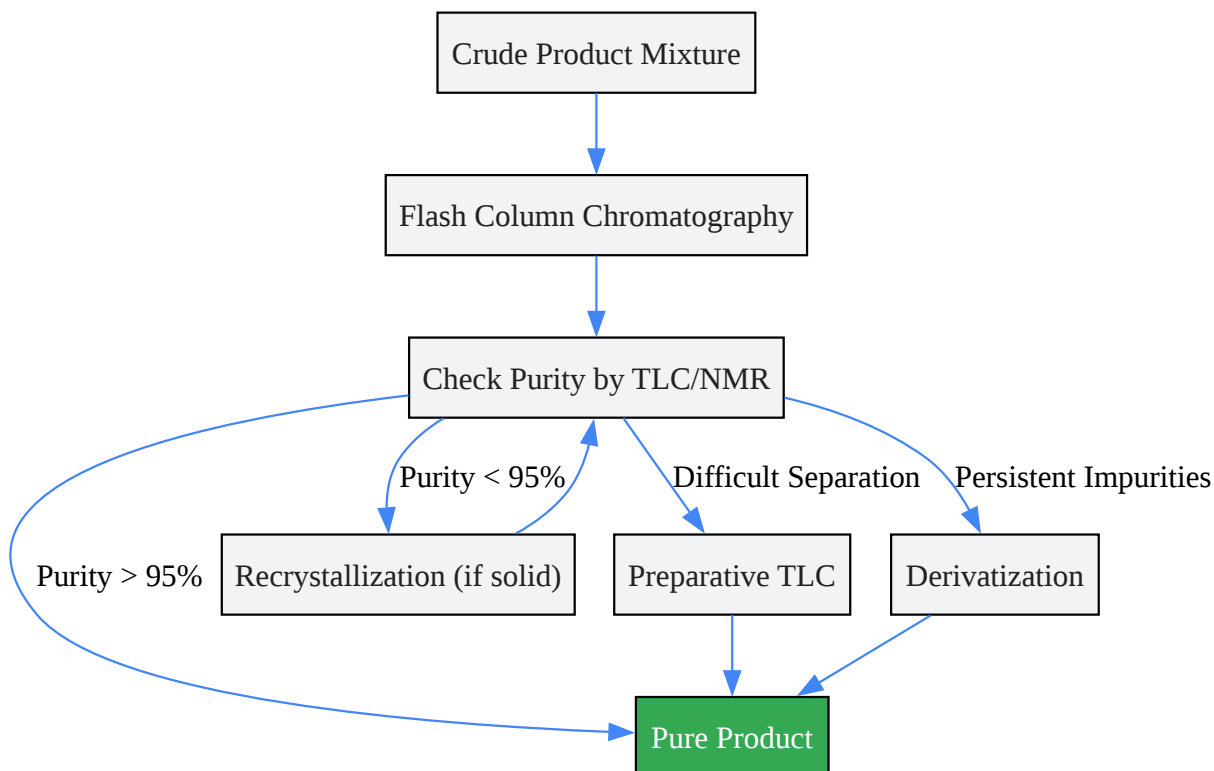 Crude Product Mixture
Flash Column Chromatography
Check Purity by TLC/NMR
Purity < 95%
Difficult Separation
Persistent Impurities
Purity > 95%
Recrystallization (if solid)
Preparative TLC
Derivatization
Pure Product